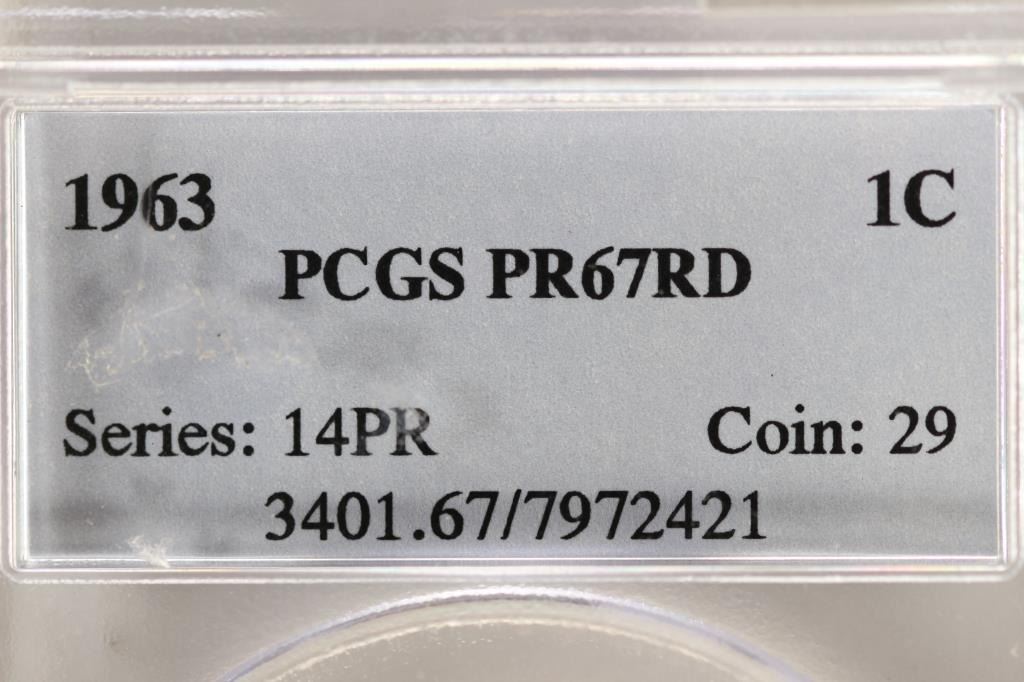 1963 1C
PCGS PR67RD
Series: 14PR Coin: 29
3401.67/7972421